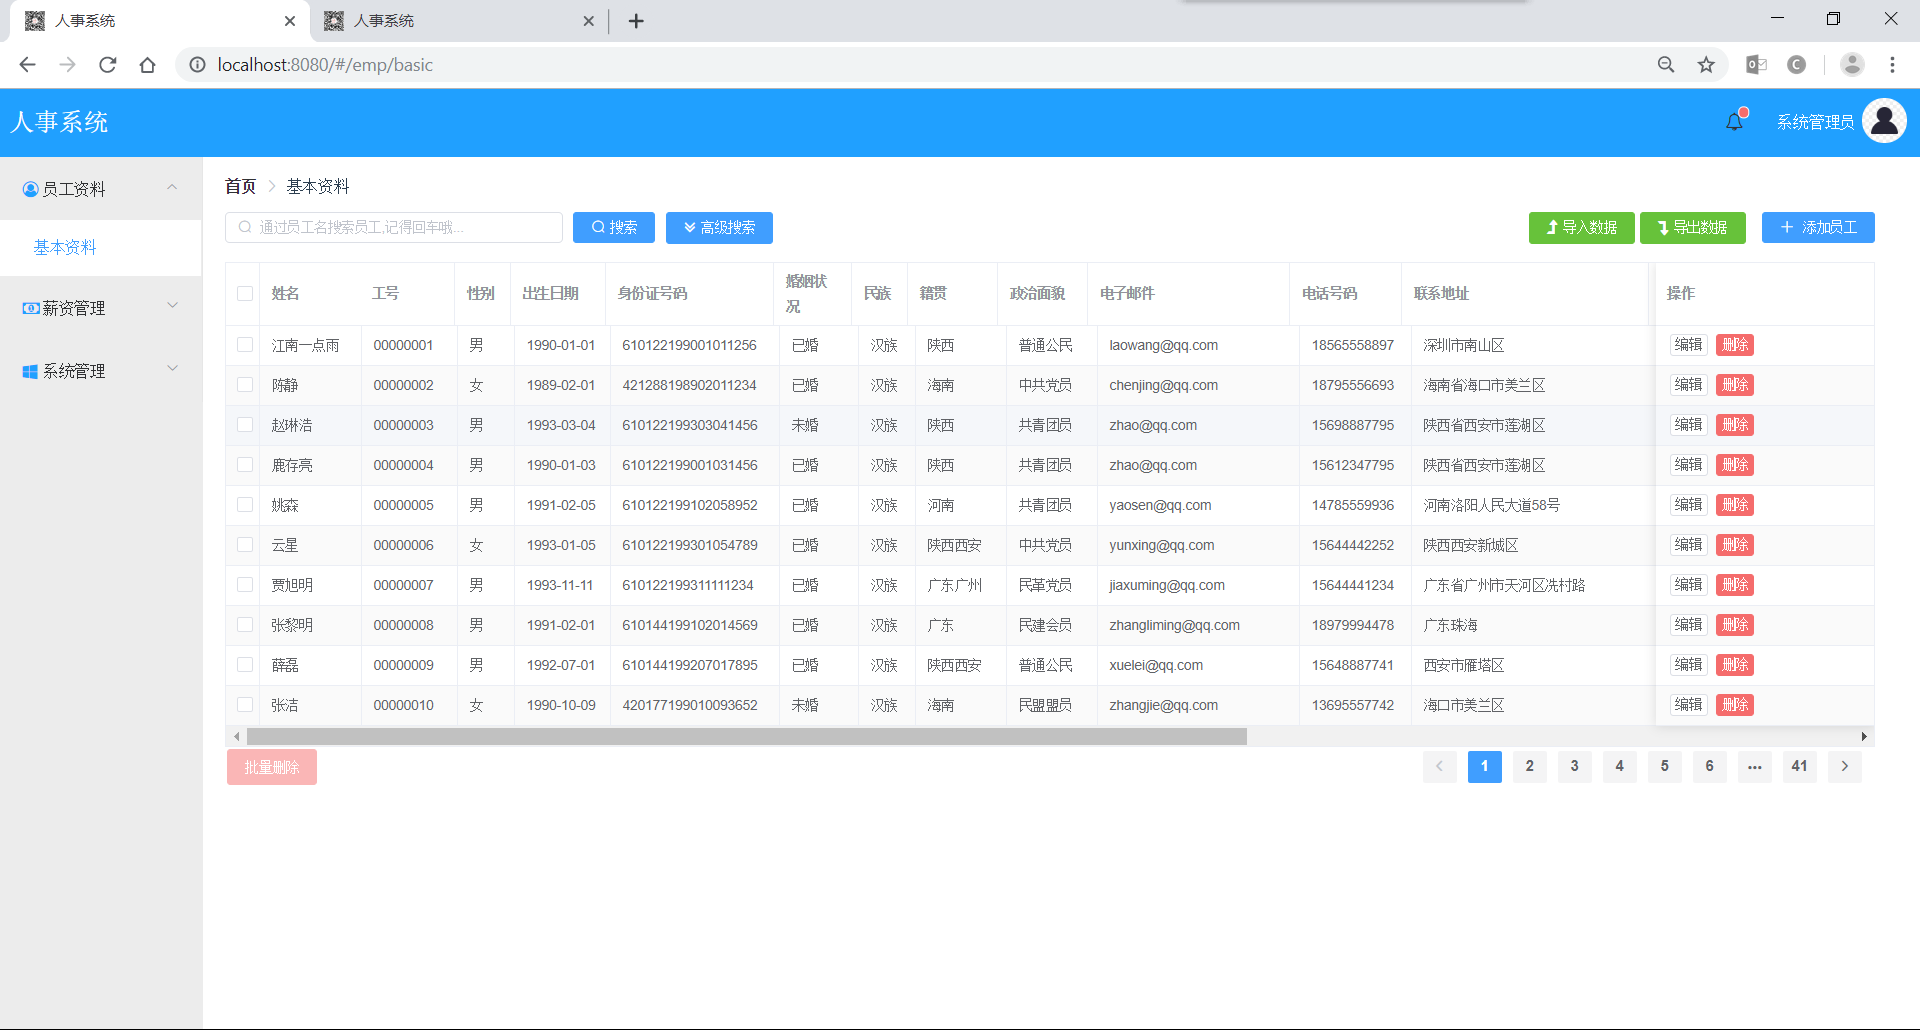 人事系统
人事系统
localhost:8080/#/emp/basic
人事系统
系统管理员
员工资料
基本资料
薪资管理
系统管理
首页 > 基本资料
通过员工名搜索员工,记得回车哦...
搜索
高级搜索
导入数据
导出数据
添加员工
姓名 工号 性别 出生日期 身份证号码 婚姻状况 民族 籍贯 政治面貌 电子邮件 电话号码 联系地址 操作
江南一点雨 00000001 男 1990-01-01 610122199001011256 已婚 汉族 陕西 普通公民 laowang@qq.com 18565558897 深圳市南山区 编辑 删除
陈静 00000002 女 1989-02-01 421288198902011234 已婚 汉族 海南 中共党员 chenjing@qq.com 18795556693 海南省海口市美兰区 编辑 删除
赵琳浩 00000003 男 1993-03-04 610122199303041456 未婚 汉族 陕西 共青团员 zhao@qq.com 15698887795 陕西省西安市莲湖区 编辑 删除
鹿存亮 00000004 男 1990-01-03 610122199001031456 已婚 汉族 陕西 共青团员 zhao@qq.com 15612347795 陕西省西安市莲湖区 编辑 删除
姚森 00000005 男 1991-02-05 610122199102058952 已婚 汉族 河南 共青团员 yaosen@qq.com 14785559936 河南洛阳人民大道58号 编辑 删除
云星 00000006 女 1993-01-05 610122199301054789 已婚 汉族 陕西西安 中共党员 yunxing@qq.com 15644442252 陕西西安新城区 编辑 删除
贾旭明 00000007 男 1993-11-11 610122199311111234 已婚 汉族 广东广州 民革党员 jiaxuming@qq.com 15644441234 广东省广州市天河区冼村路 编辑 删除
张黎明 00000008 男 1991-02-01 610144199102014569 已婚 汉族 广东 民建会员 zhangliming@qq.com 18979994478 广东珠海 编辑 删除
薛磊 00000009 男 1992-07-01 610144199207017895 已婚 汉族 陕西西安 普通公民 xuelei@qq.com 15648887741 西安市雁塔区 编辑 删除
张洁 00000010 女 1990-10-09 420177199010093652 未婚 汉族 海南 民盟盟员 zhangjie@qq.com 13695557742 海口市美兰区 编辑 删除
批量删除
1 2 3 4 5 6 ... 41